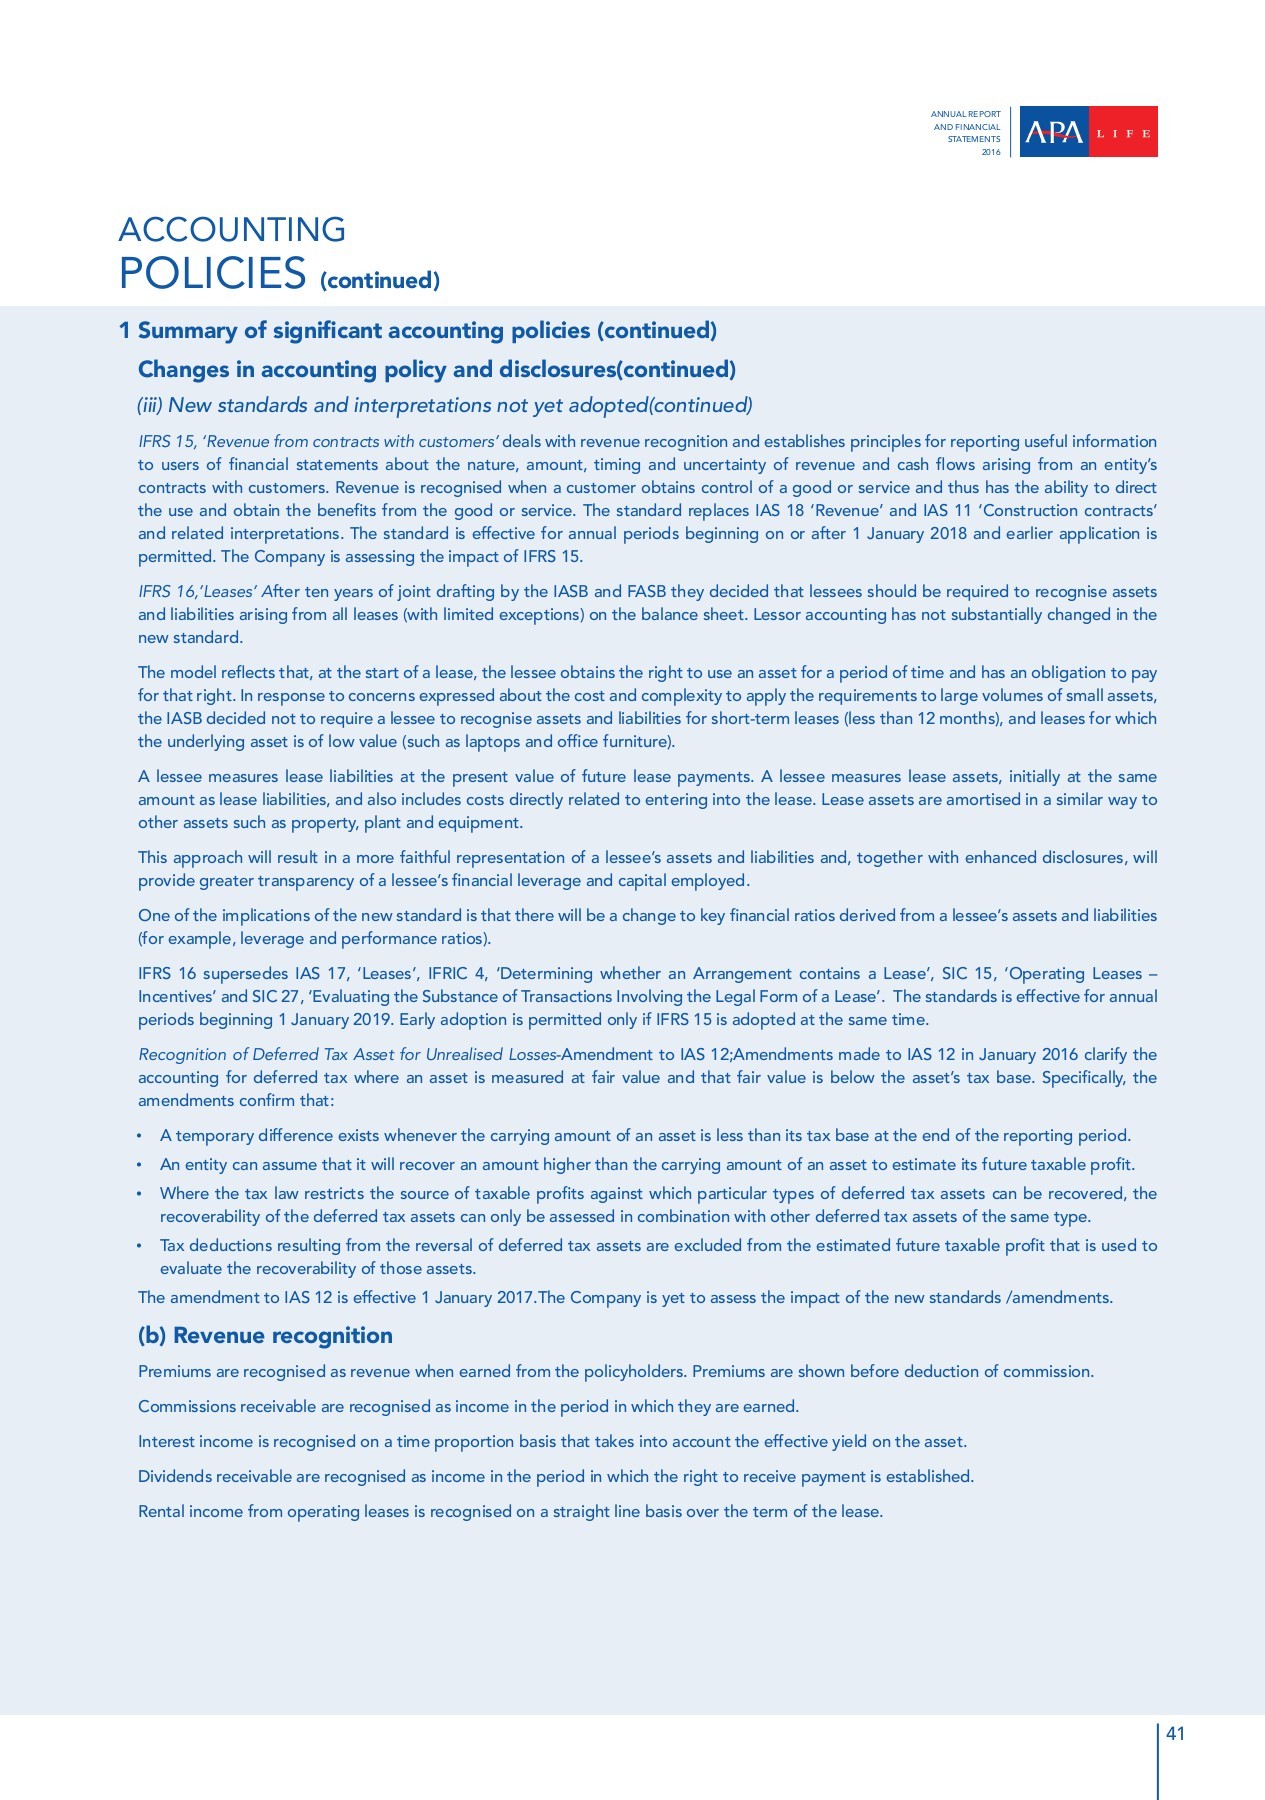 ANNUAL REPORT
AND FINANCIAL
STATEMENTS
2016
APA
LIFE
ACCOUNTING
POLICIES (continued)
1 Summary of significant accounting policies (continued)
Changes in accounting policy and disclosures(continued)
(iii) New standards and interpretations not yet adopted(continued)
IFRS 15, ‘Revenue from contracts with customers’ deals with revenue recognition and establishes principles for reporting useful information
to users of financial statements about the nature, amount, timing and uncertainty of revenue and cash flows arising from an entity’s
contracts with customers. Revenue is recognised when a customer obtains control of a good or service and thus has the ability to direct
the use and obtain the benefits from the good or service. The standard replaces IAS 18 ‘Revenue’ and IAS 11 ‘Construction contracts’
and related interpretations. The standard is effective for annual periods beginning on or after 1 January 2018 and earlier application is
permitted. The Company is assessing the impact of IFRS 15.
IFRS 16,‘Leases’ After ten years of joint drafting by the IASB and FASB they decided that lessees should be required to recognise assets
and liabilities arising from all leases (with limited exceptions) on the balance sheet. Lessor accounting has not substantially changed in the
new standard.
The model reflects that, at the start of a lease, the lessee obtains the right to use an asset for a period of time and has an obligation to pay
for that right. In response to concerns expressed about the cost and complexity to apply the requirements to large volumes of small assets,
the IASB decided not to require a lessee to recognise assets and liabilities for short-term leases (less than 12 months), and leases for which
the underlying asset is of low value (such as laptops and office furniture).
A lessee measures lease liabilities at the present value of future lease payments. A lessee measures lease assets, initially at the same
amount as lease liabilities, and also includes costs directly related to entering into the lease. Lease assets are amortised in a similar way to
other assets such as property, plant and equipment.
This approach will result in a more faithful representation of a lessee’s assets and liabilities and, together with enhanced disclosures, will
provide greater transparency of a lessee’s financial leverage and capital employed.
One of the implications of the new standard is that there will be a change to key financial ratios derived from a lessee’s assets and liabilities
(for example, leverage and performance ratios).
IFRS 16 supersedes IAS 17, ‘Leases’, IFRIC 4, ‘Determining whether an Arrangement contains a Lease’, SIC 15, ‘Operating Leases –
Incentives’ and SIC 27, ‘Evaluating the Substance of Transactions Involving the Legal Form of a Lease’. The standards is effective for annual
periods beginning 1 January 2019. Early adoption is permitted only if IFRS 15 is adopted at the same time.
Recognition of Deferred Tax Asset for Unrealised Losses-Amendment to IAS 12;Amendments made to IAS 12 in January 2016 clarify the
accounting for deferred tax where an asset is measured at fair value and that fair value is below the asset’s tax base. Specifically, the
amendments confirm that:
• A temporary difference exists whenever the carrying amount of an asset is less than its tax base at the end of the reporting period.
• An entity can assume that it will recover an amount higher than the carrying amount of an asset to estimate its future taxable profit.
• Where the tax law restricts the source of taxable profits against which particular types of deferred tax assets can be recovered, the
recoverability of the deferred tax assets can only be assessed in combination with other deferred tax assets of the same type.
• Tax deductions resulting from the reversal of deferred tax assets are excluded from the estimated future taxable profit that is used to
evaluate the recoverability of those assets.
The amendment to IAS 12 is effective 1 January 2017.The Company is yet to assess the impact of the new standards /amendments.
(b) Revenue recognition
Premiums are recognised as revenue when earned from the policyholders. Premiums are shown before deduction of commission.
Commissions receivable are recognised as income in the period in which they are earned.
Interest income is recognised on a time proportion basis that takes into account the effective yield on the asset.
Dividends receivable are recognised as income in the period in which the right to receive payment is established.
Rental income from operating leases is recognised on a straight line basis over the term of the lease.
41